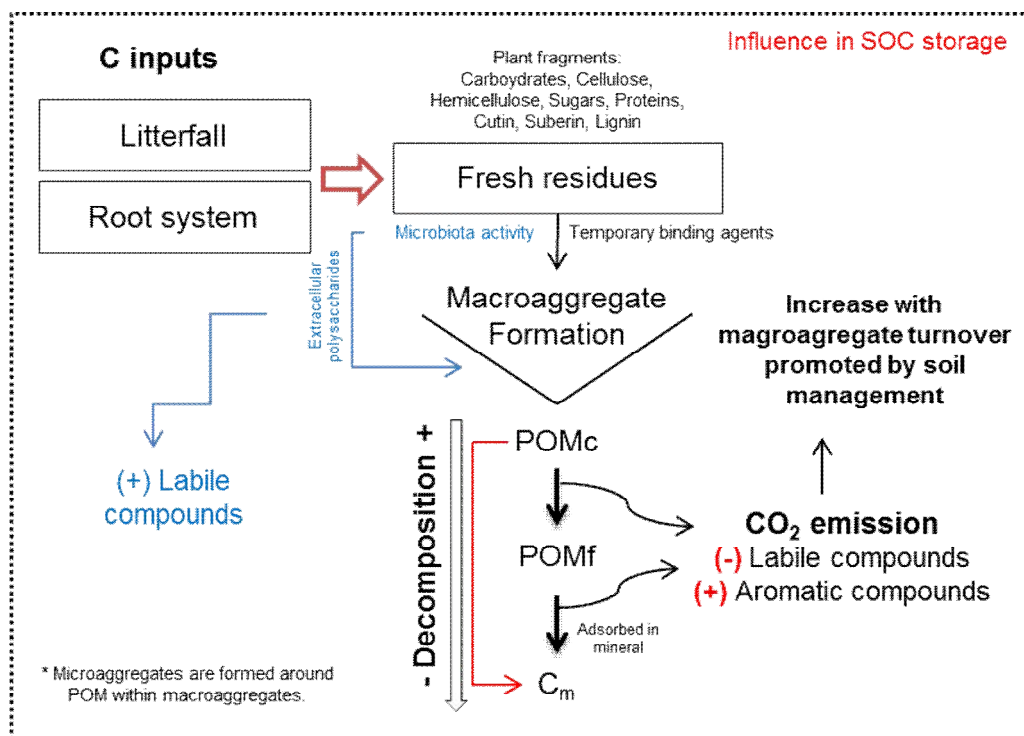 Influence in SOC storage
C inputs
Plant fragments:
Carboydrates, Cellulose,
Hemicellulose, Sugars, Proteins,
Cutin, Suberin, Lignin
Litterfall
Root system
Fresh residues
Microbiota activity
Temporary binding agents
Extracellular
polysaccharides
Macroaggregate
Formation
Increase with
magroagregate turnover
promoted by soil
management
(+) Labile
compounds
- Decomposition +
POMc
POMf
Adsorbed in
mineral
Cm
CO₂ emission
(-) Labile compounds
(+) Aromatic compounds
* Microaggregates are formed around
POM within macroaggregates.